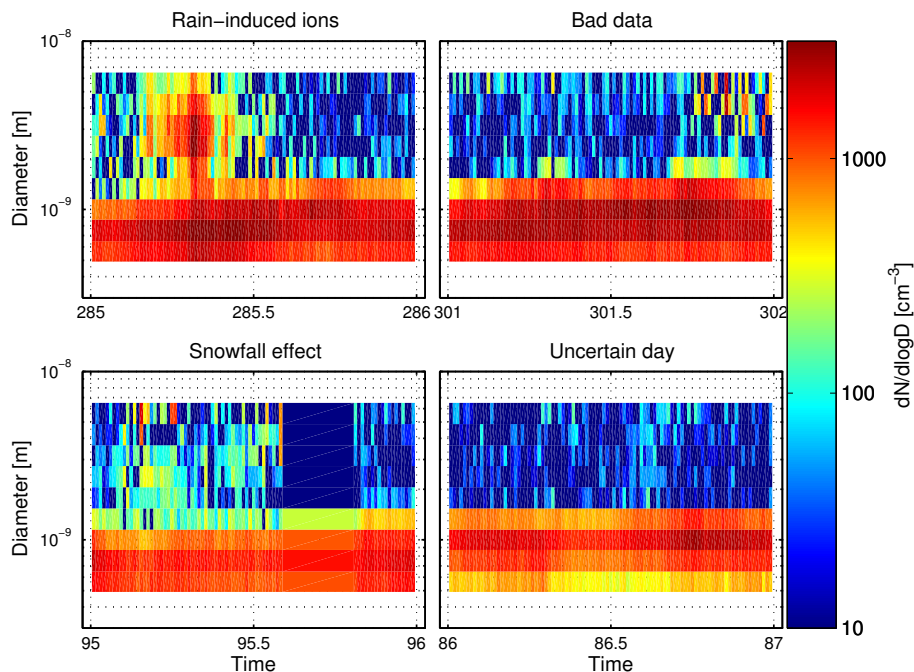 Rain−induced ions
Bad data
10⁻⁸
10⁻⁹
Diameter [m]
285
285.5
286
301
301.5
302
Snowfall effect
Uncertain day
10⁻⁸
10⁻⁹
Diameter [m]
95
95.5
96
86
86.5
87
Time
Time
1000
100
10
dN/dlogD [cm⁻³]